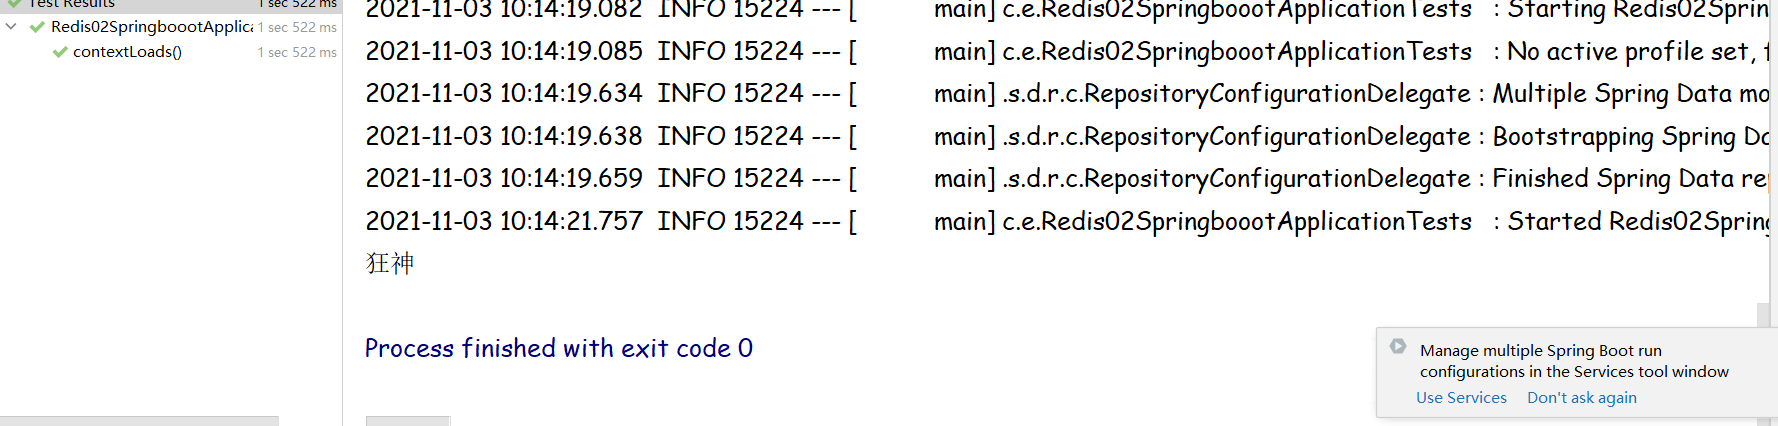 Test Results 1 sec 522 ms
Redis02SpringboootApplica 1 sec 522 ms
contextLoads() 1 sec 522 ms
2021-11-03 10:14:19.082 INFO 15224 --- [ main] c.e.Redis02SpringboootApplicationTests : Starting Redis02Sprin
2021-11-03 10:14:19.085 INFO 15224 --- [ main] c.e.Redis02SpringboootApplicationTests : No active profile set, f
2021-11-03 10:14:19.634 INFO 15224 --- [ main] .s.d.r.c.RepositoryConfigurationDelegate : Multiple Spring Data mo
2021-11-03 10:14:19.638 INFO 15224 --- [ main] .s.d.r.c.RepositoryConfigurationDelegate : Bootstrapping Spring Da
2021-11-03 10:14:19.659 INFO 15224 --- [ main] .s.d.r.c.RepositoryConfigurationDelegate : Finished Spring Data rep
2021-11-03 10:14:21.757 INFO 15224 --- [ main] c.e.Redis02SpringboootApplicationTests : Started Redis02Spring
狂神
Process finished with exit code 0
Manage multiple Spring Boot run
configurations in the Services tool window
Use Services Don't ask again